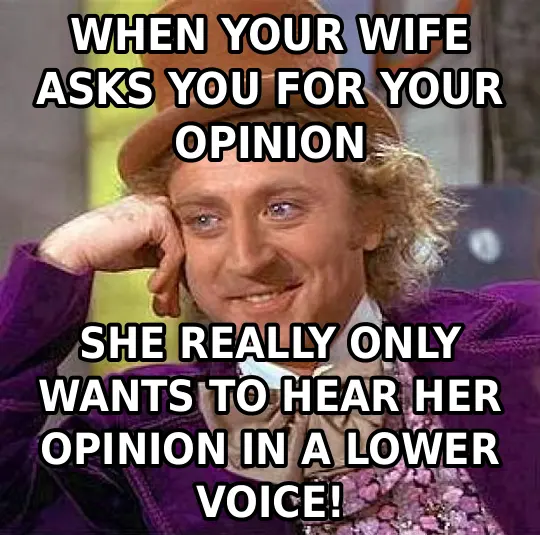 WHEN YOUR WIFE
ASKS YOU FOR YOUR
OPINION
SHE REALLY ONLY
WANTS TO HEAR HER
OPINION IN A LOWER
VOICE!